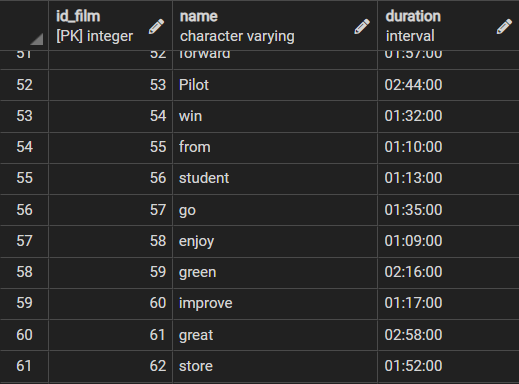 id_film name duration
[PK] integer character varying interval
51 52 forward 01:57:00
52 53 Pilot 02:44:00
53 54 win 01:32:00
54 55 from 01:10:00
55 56 student 01:13:00
56 57 go 01:35:00
57 58 enjoy 01:09:00
58 59 green 02:16:00
59 60 improve 01:17:00
60 61 great 02:58:00
61 62 store 01:52:00